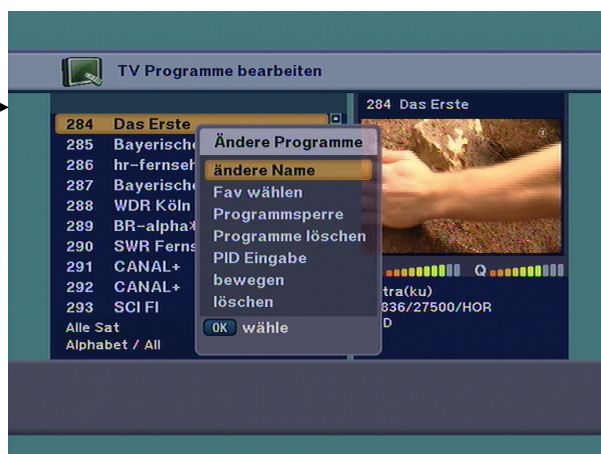 TV Programme bearbeiten
284 Das Erste
285 Bayerische
286 hr-fernseh
287 Bayerische
288 WDR Köln
289 BR-alpha*
290 SWR Ferns
291 CANAL+
292 CANAL+
293 SCI FI
Alle Sat
Alphabet / All
Ändere Programme
ändere Name
Fav wählen
Programmsperre
Programme löschen
PID Eingabe
bewegen
löschen
OK wähle
284 Das Erste
Q
tra(ku)
836/27500/HOR
D